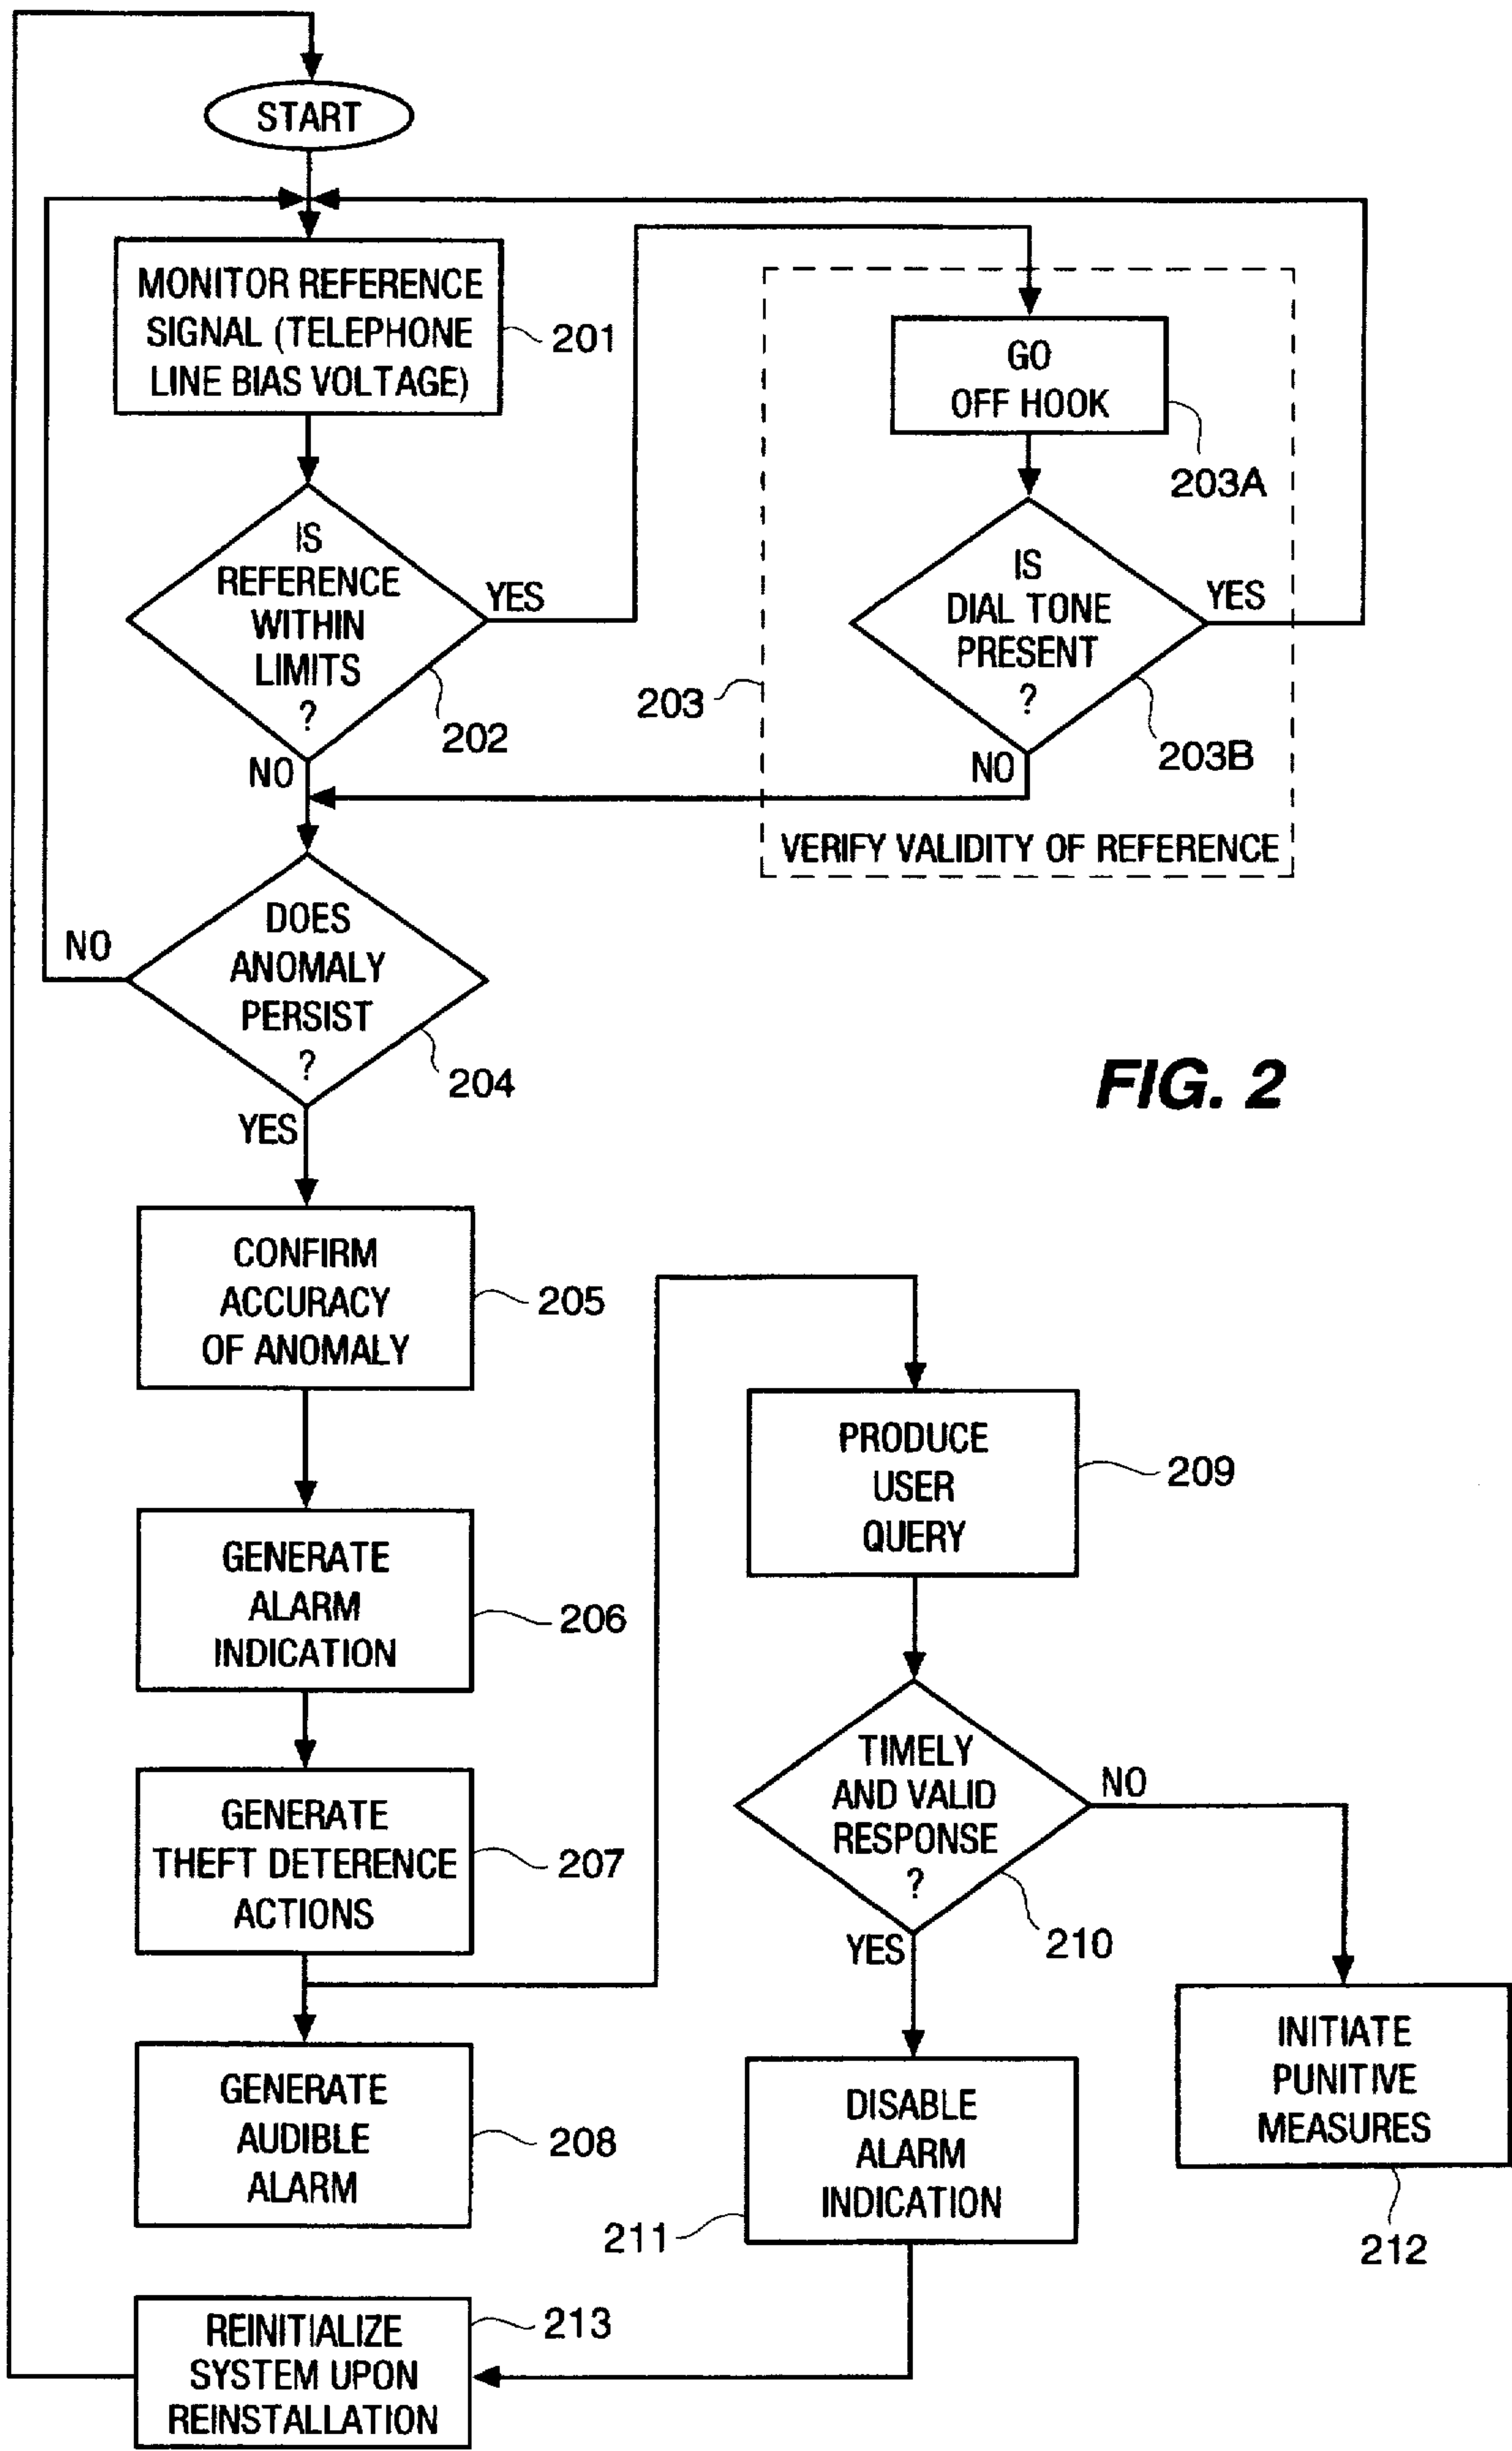 START
MONITOR REFERENCE
SIGNAL (TELEPHONE
LINE BIAS VOLTAGE)
201
GO
OFF HOOK
203A
IS
REFERENCE
WITHIN
LIMITS
?
YES
202
NO
IS
DIAL TONE
PRESENT
?
YES
203
203B
NO
VERIFY VALIDITY OF REFERENCE
DOES
ANOMALY
PERSIST
?
NO
204
YES
FIG. 2
CONFIRM
ACCURACY
OF ANOMALY
205
PRODUCE
USER
QUERY
209
GENERATE
ALARM
INDICATION
206
TIMELY
AND VALID
RESPONSE
?
NO
210
YES
GENERATE
THEFT DETERENCE
ACTIONS
207
INITIATE
PUNITIVE
MEASURES
212
GENERATE
AUDIBLE
ALARM
208
DISABLE
ALARM
INDICATION
211
REINITIALIZE
SYSTEM UPON
REINSTALLATION
213